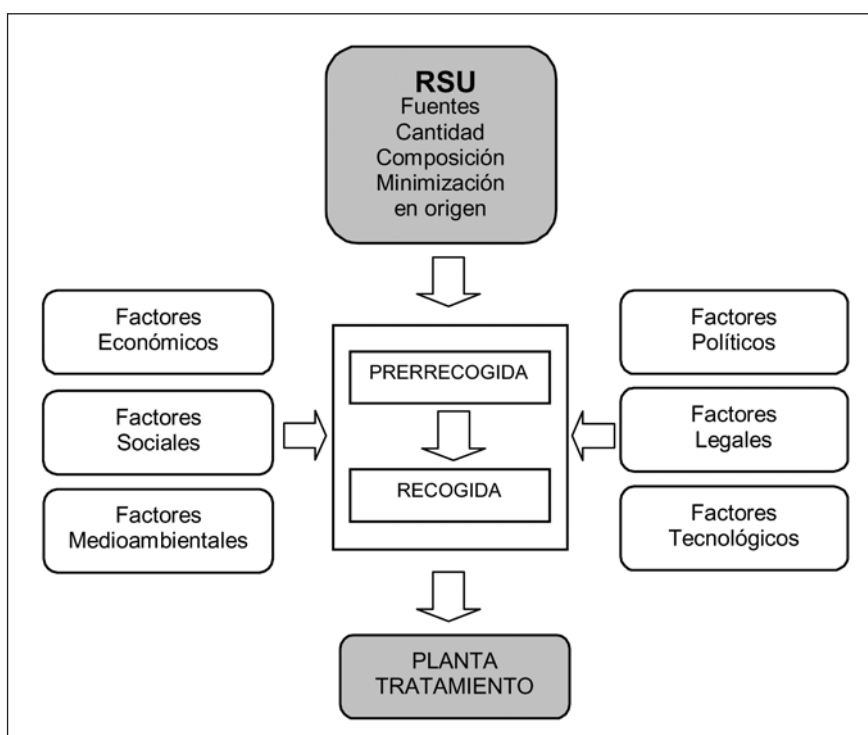 RSU
Fuentes
Cantidad
Composición
Minimización
en origen
Factores
Económicos
Factores
Sociales
Factores
Medioambientales
PRERRECOGIDA
RECOGIDA
Factores
Políticos
Factores
Legales
Factores
Tecnológicos
PLANTA
TRATAMIENTO